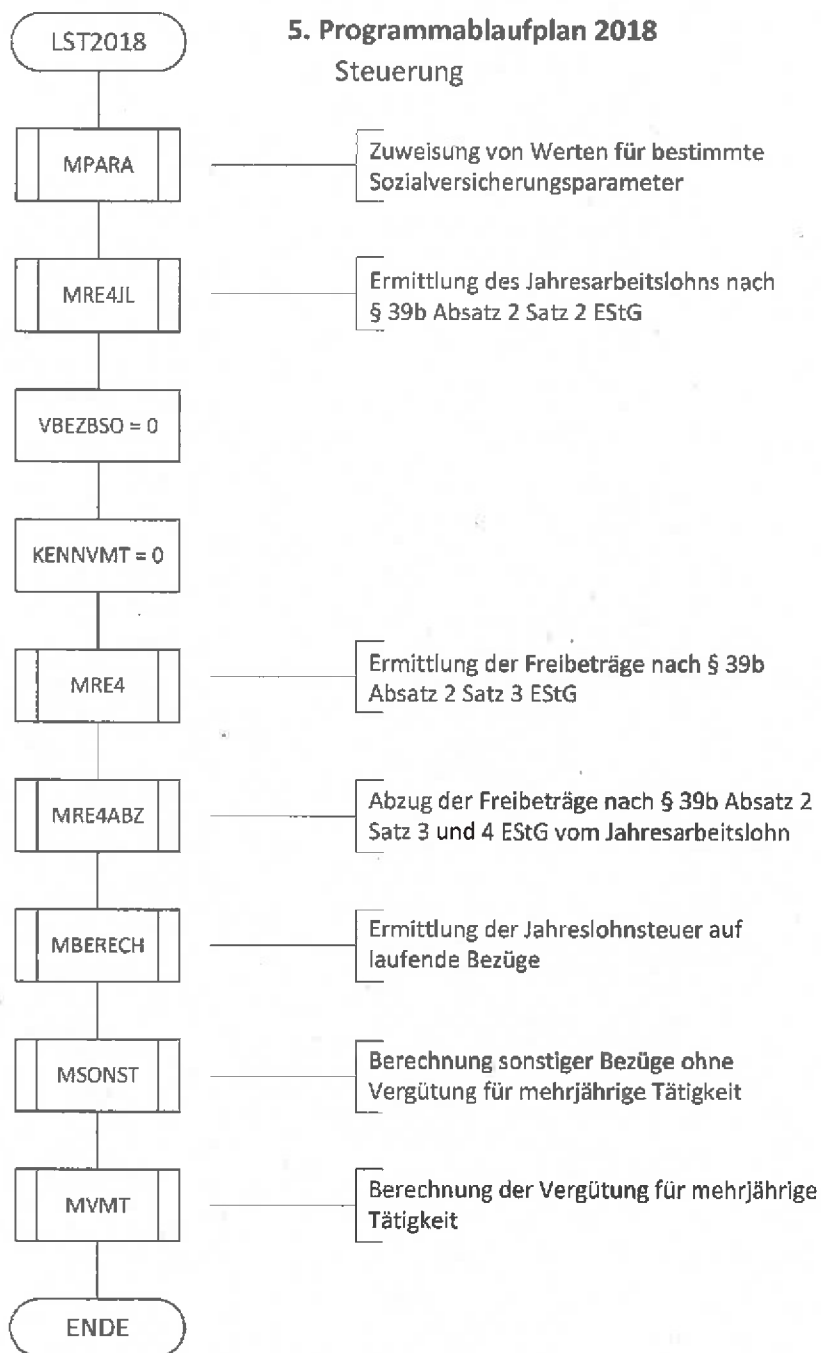 LST2018
5. Programmablaufplan 2018
Steuerung
MPARA
Zuweisung von Werten für bestimmte
Sozialversicherungsparameter
MRE4JL
Ermittlung des Jahresarbeitslohns nach
§ 39b Absatz 2 Satz 2 EStG
VBEZBSO = 0
KENNVMT = 0
MRE4
Ermittlung der Freibeträge nach § 39b
Absatz 2 Satz 3 EStG
MRE4ABZ
Abzug der Freibeträge nach § 39b Absatz 2
Satz 3 und 4 EStG vom Jahresarbeitslohn
MBERECH
Ermittlung der Jahreslohnsteuer auf
laufende Bezüge
MSONST
Berechnung sonstiger Bezüge ohne
Vergütung für mehrjährige Tätigkeit
MVMT
Berechnung der Vergütung für mehrjährige
Tätigkeit
ENDE